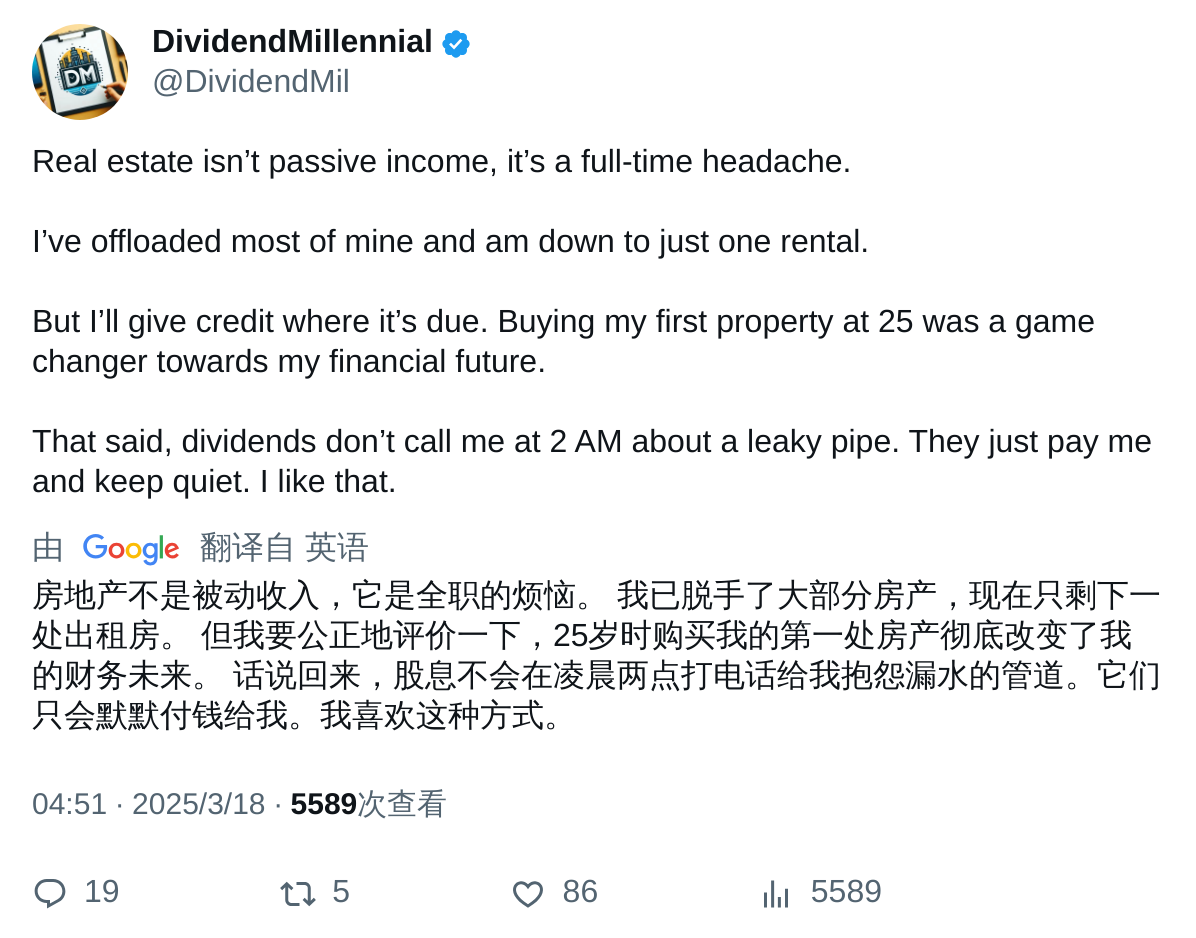 DividendMillennial
@DividendMil
DM
Real estate isn’t passive income, it’s a full-time headache.
I’ve offloaded most of mine and am down to just one rental.
But I’ll give credit where it’s due. Buying my first property at 25 was a game
changer towards my financial future.
That said, dividends don’t call me at 2 AM about a leaky pipe. They just pay me
and keep quiet. I like that.
由 Google 翻译自 英语
房地产不是被动收入，它是全职的烦恼。 我已脱手了大部分房产，现在只剩下一
处出租房。 但我要公正地评价一下，25岁时购买我的第一处房产彻底改变了我
的财务未来。 话说回来，股息不会在凌晨两点打电话给我抱怨漏水的管道。它们
只会默默付钱给我。我喜欢这种方式。
04:51 · 2025/3/18 · 5589次查看
19 5 86 5589